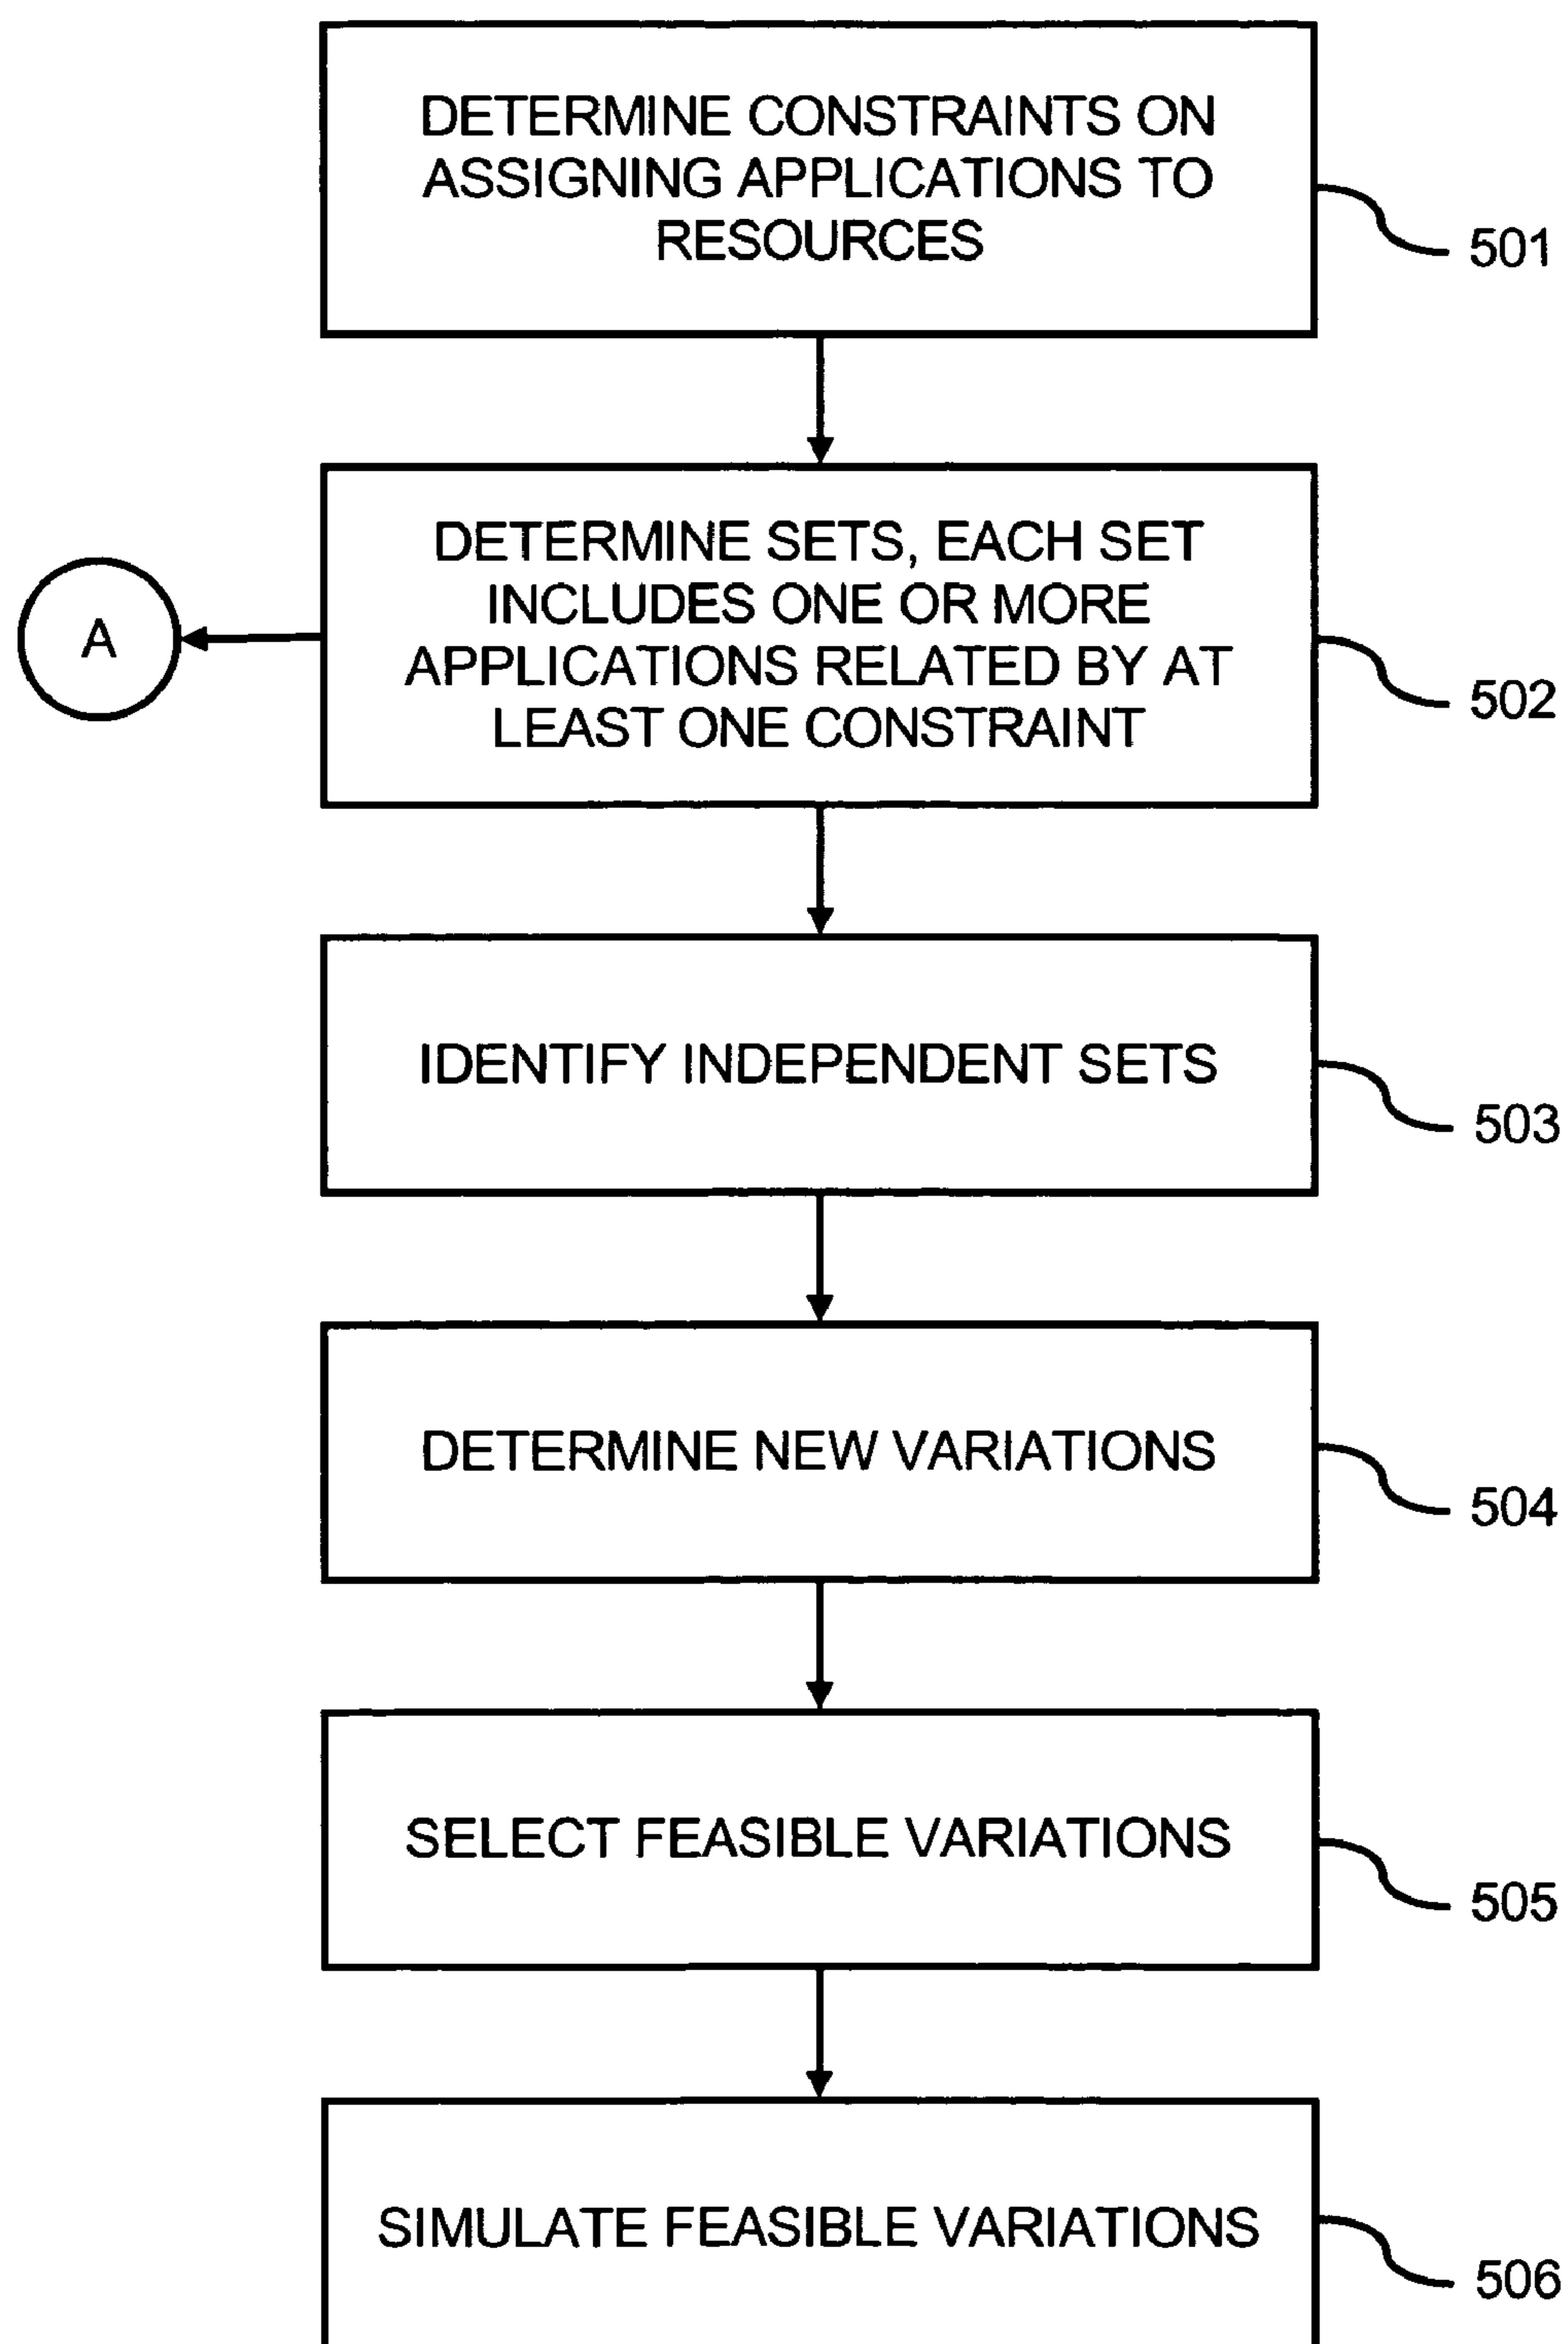 DETERMINE CONSTRAINTS ON
ASSIGNING APPLICATIONS TO
RESOURCES
501
DETERMINE SETS, EACH SET
INCLUDES ONE OR MORE
APPLICATIONS RELATED BY AT
LEAST ONE CONSTRAINT
A
502
IDENTIFY INDEPENDENT SETS
503
DETERMINE NEW VARIATIONS
504
SELECT FEASIBLE VARIATIONS
505
SIMULATE FEASIBLE VARIATIONS
506